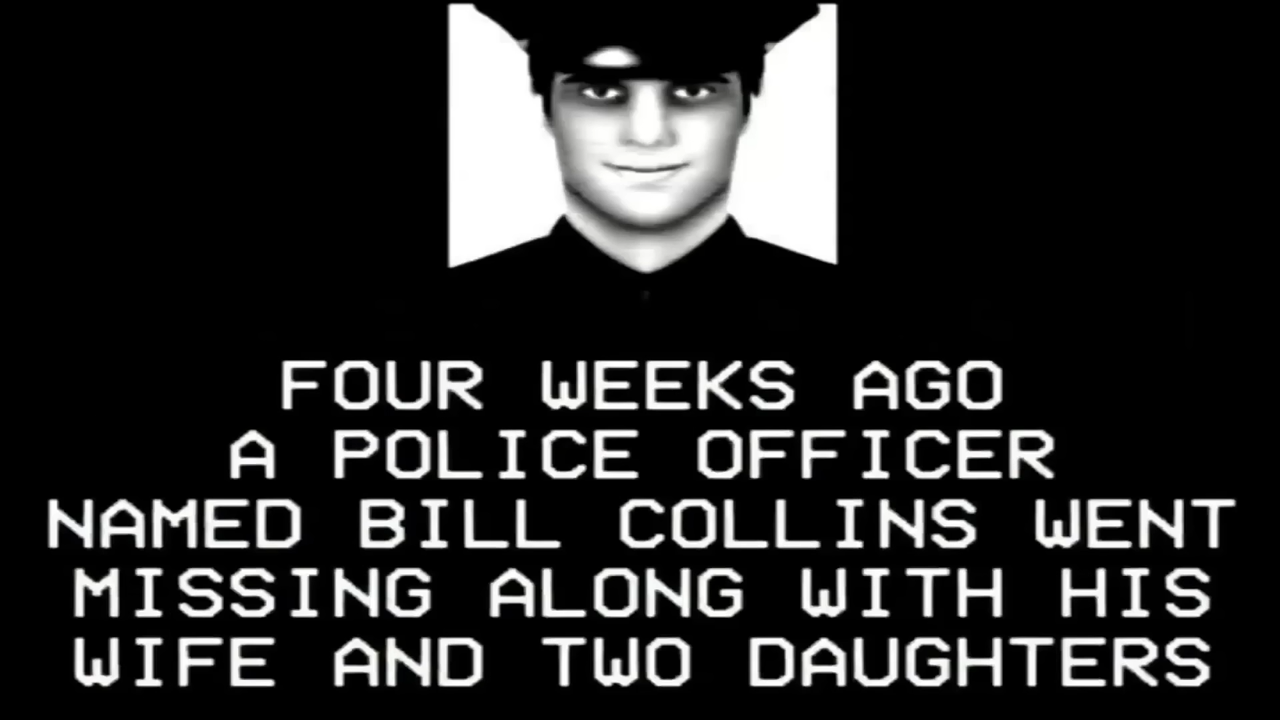 FOUR WEEKS AGO
A POLICE OFFICER
NAMED BILL COLLINS WENT
MISSING ALONG WITH HIS
WIFE AND TWO DAUGHTERS